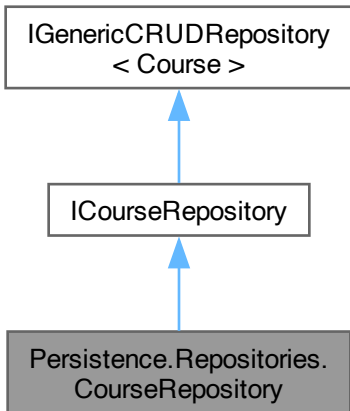 IGenericCRUDRepository
< Course >
ICourseRepository
Persistence.Repositories.
CourseRepository